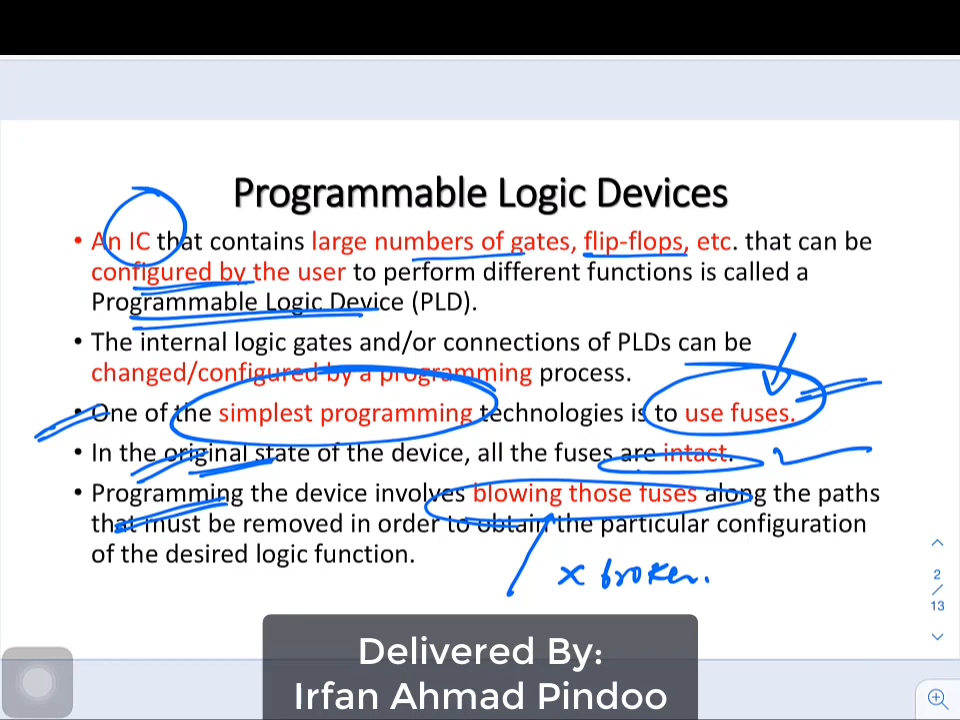 Programmable Logic Devices
• An IC that contains large numbers of gates, flip-flops, etc. that can be
configured by the user to perform different functions is called a
Programmable Logic Device (PLD).
• The internal logic gates and/or connections of PLDs can be
changed/configured by a programming process.
• One of the simplest programming technologies is to use fuses.
• In the original state of the device, all the fuses are intact.
• Programming the device involves blowing those fuses along the paths
that must be removed in order to obtain the particular configuration
of the desired logic function.
x broken.
2
/
13
Delivered By:
Irfan Ahmad Pindoo